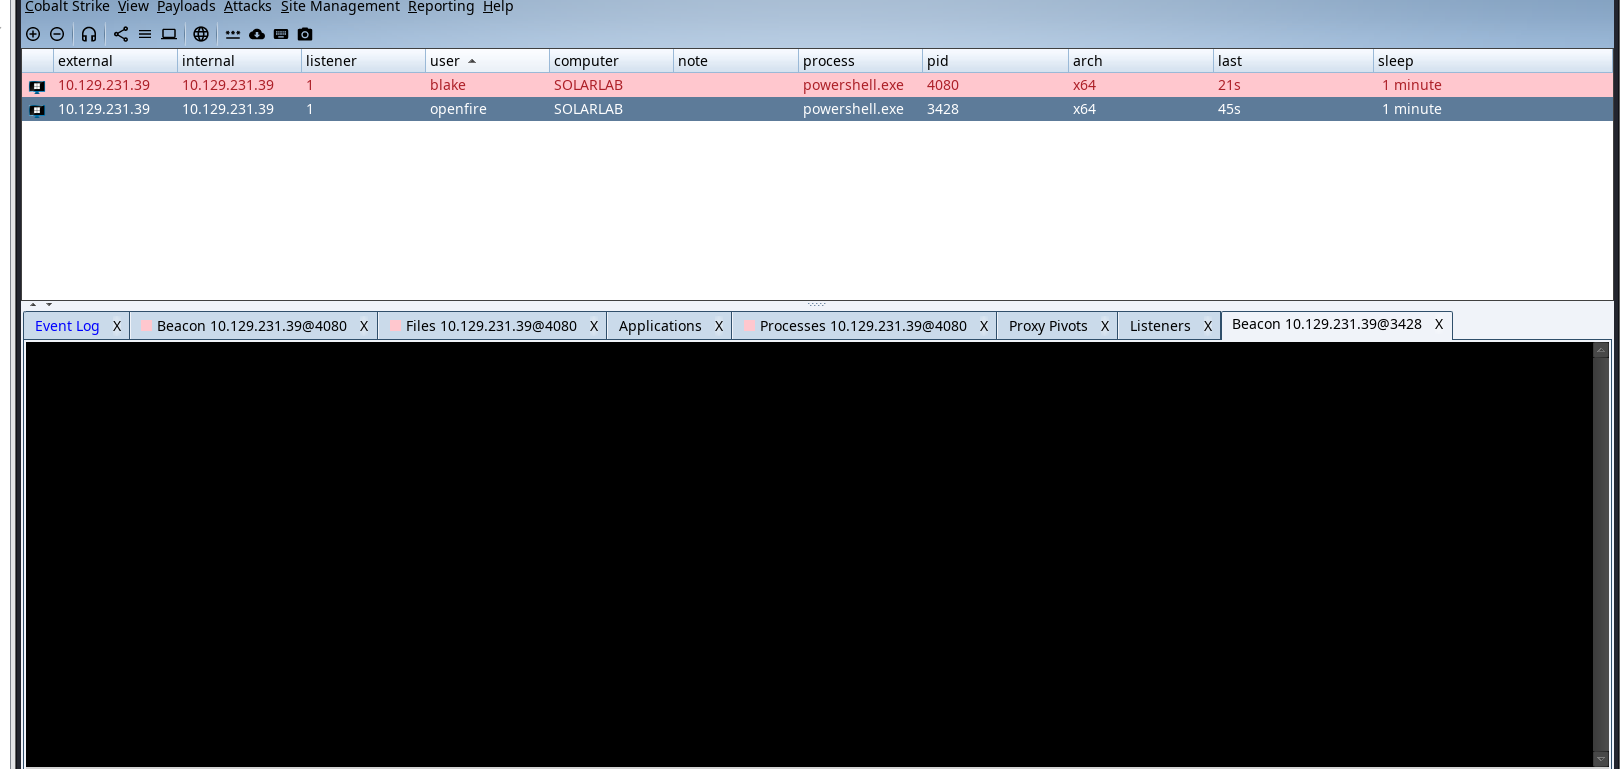 Cobalt Strike View Payloads Attacks Site Management Reporting Help
external internal listener user computer note process pid arch last sleep
10.129.231.39 10.129.231.39 1 blake SOLARLAB powershell.exe 4080 x64 21s 1 minute
10.129.231.39 10.129.231.39 1 openfire SOLARLAB powershell.exe 3428 x64 45s 1 minute
Event Log X Beacon 10.129.231.39@4080 X Files 10.129.231.39@4080 X Applications X Processes 10.129.231.39@4080 X Proxy Pivots X Listeners X Beacon 10.129.231.39@3428 X